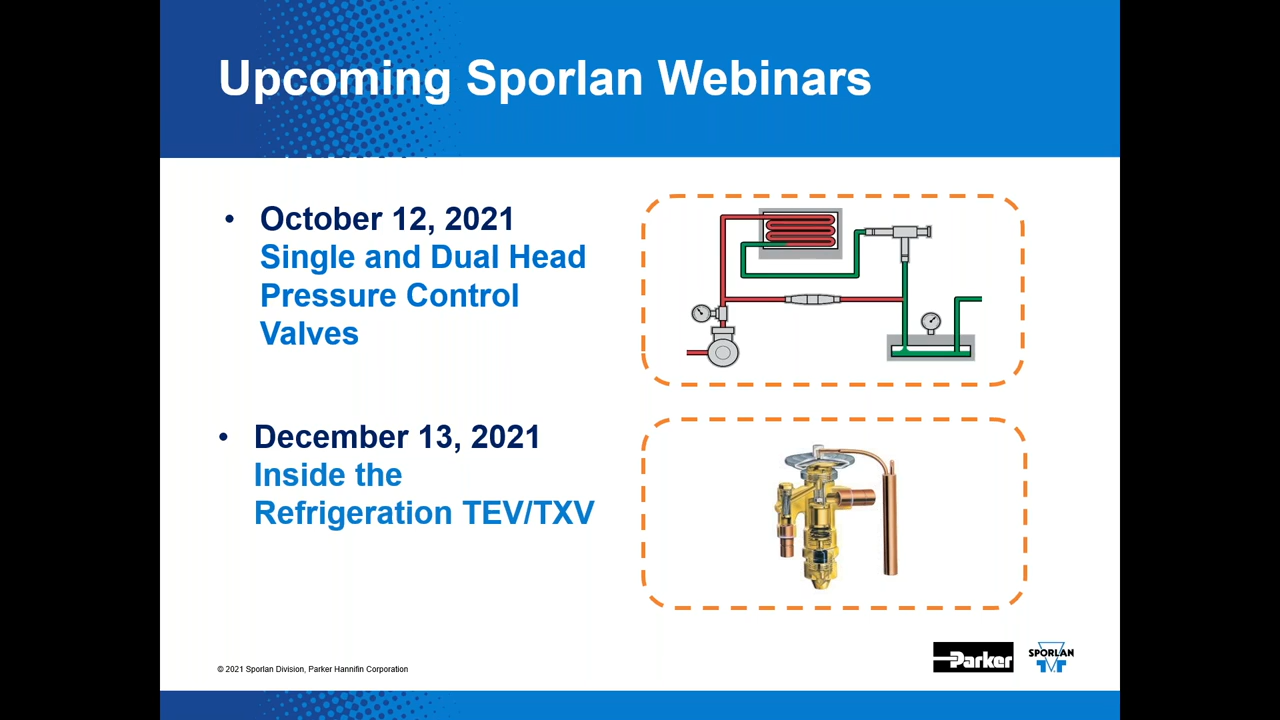 Upcoming Sporlan Webinars
• October 12, 2021
Single and Dual Head
Pressure Control
Valves
• December 13, 2021
Inside the
Refrigeration TEV/TXV
© 2021 Sporlan Division, Parker Hannifin Corporation
Parker
SPORLAN